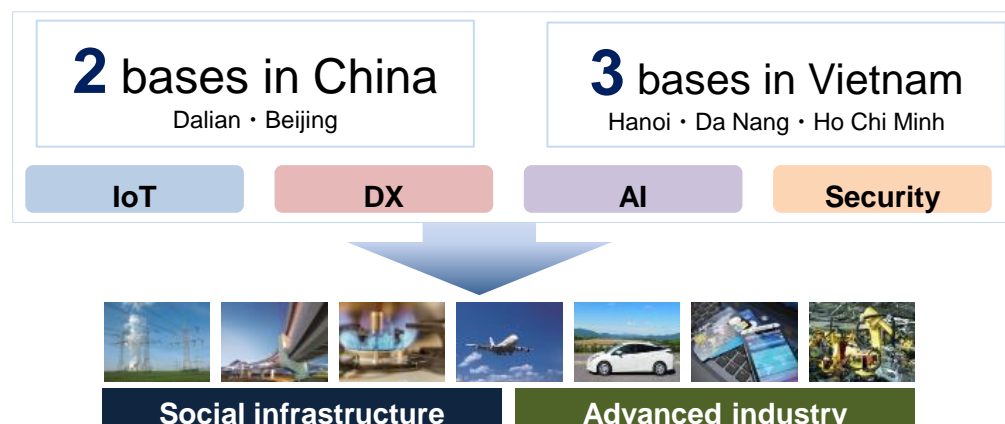 2 bases in China
Dalian・Beijing
3 bases in Vietnam
Hanoi・Da Nang・Ho Chi Minh
IoT
DX
AI
Security
Social infrastructure
Advanced industry